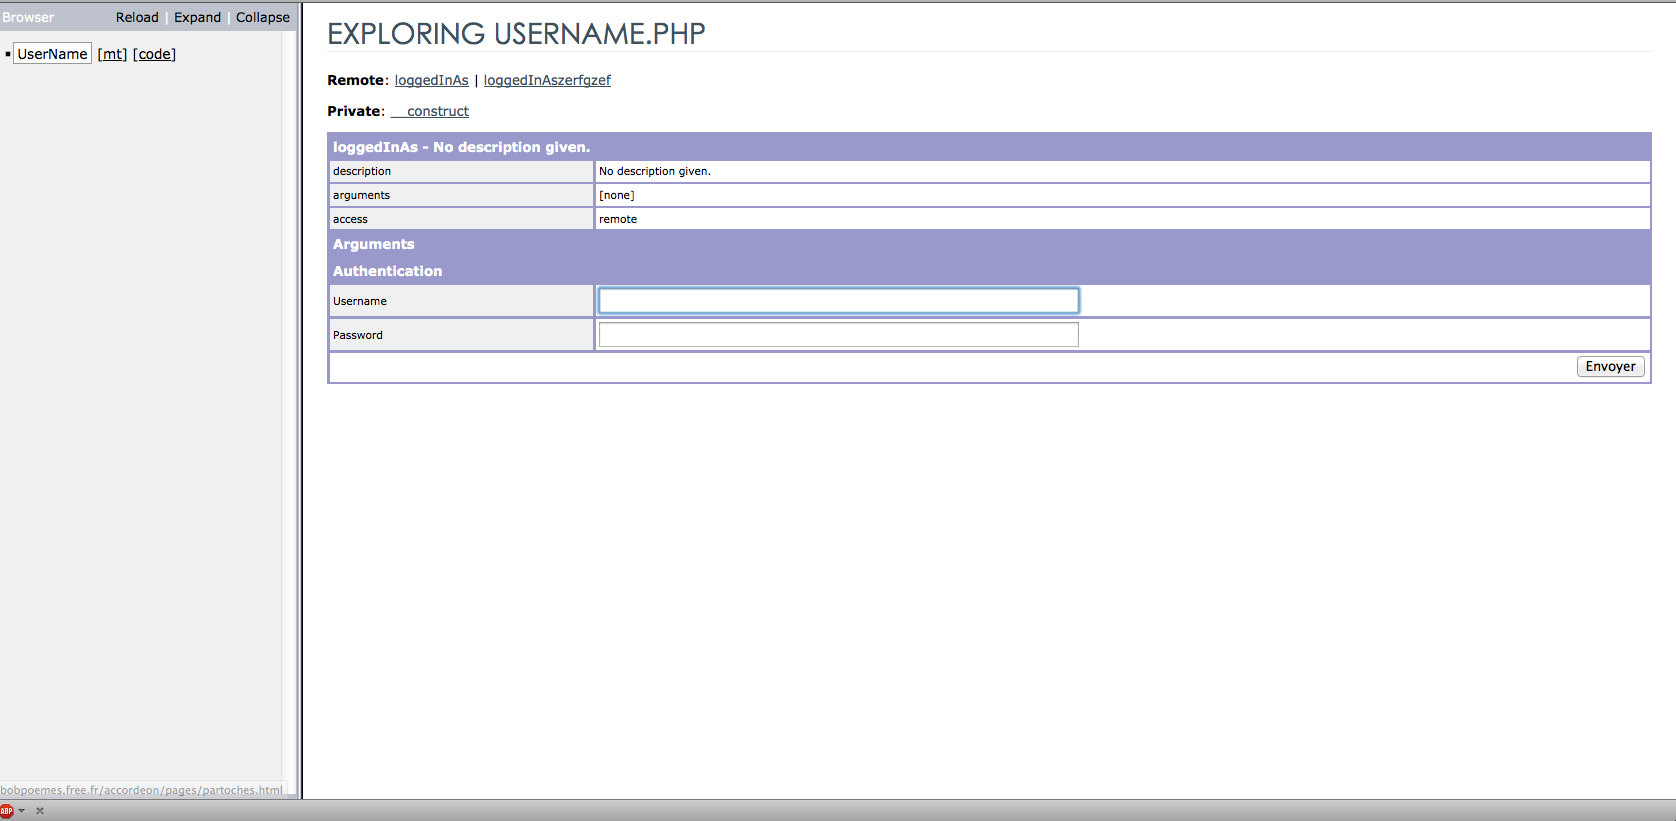 Browser Reload | Expand | Collapse
UserName [mt] [code]
EXPLORING USERNAME.PHP
Remote: loggedInAs | loggedInAszerfgzef
Private: __construct
loggedInAs - No description given.
description No description given.
arguments [none]
access remote
Arguments
Authentication
Username
Password
Envoyer
bobpoemes.free.fr/accordeon/pages/partoches.html
ABP